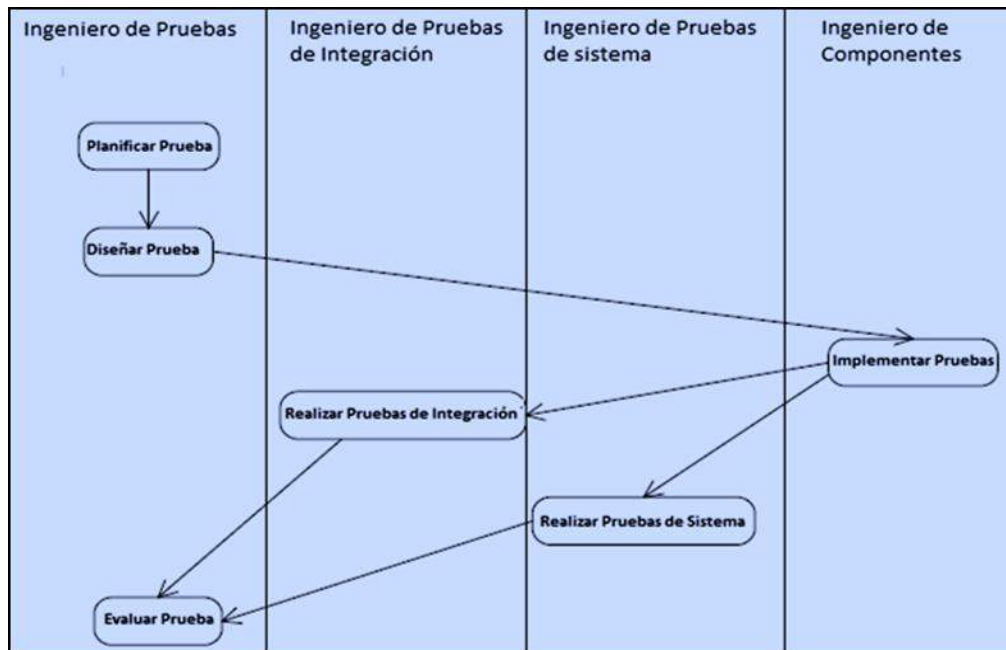 Ingeniero de Pruebas
Ingeniero de Pruebas
de Integración
Ingeniero de Pruebas
de sistema
Ingeniero de
Componentes
Planificar Prueba
Diseñar Prueba
Implementar Pruebas
Realizar Pruebas de Integración
Realizar Pruebas de Sistema
Evaluar Prueba